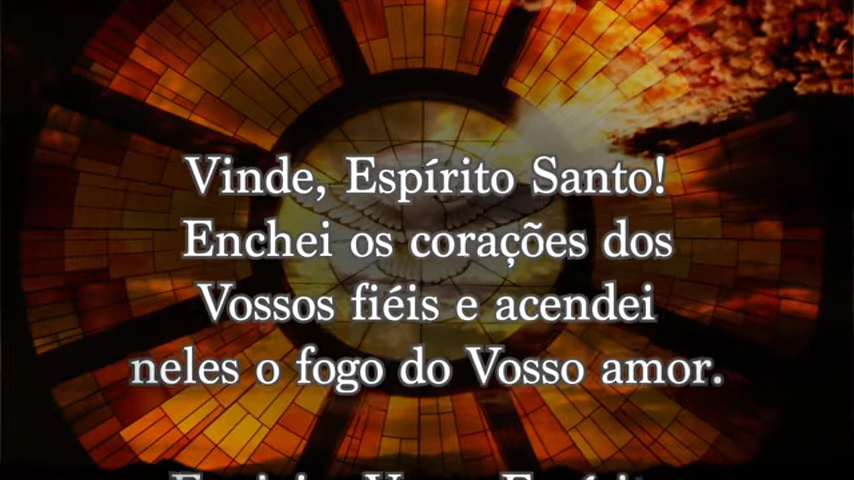 Vinde, Espírito Santo!
Enchei os corações dos
Vossos fiéis e acendei
neles o fogo do Vosso amor.